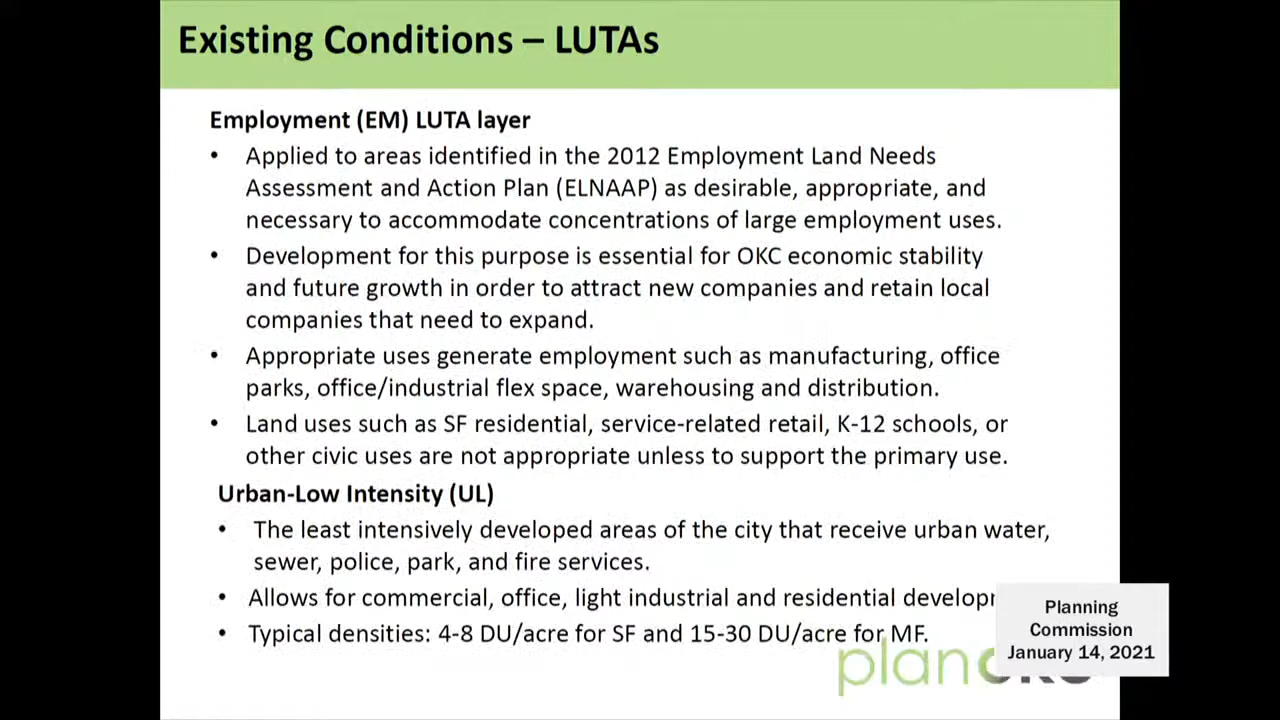 Existing Conditions – LUTAs
Employment (EM) LUTA layer
• Applied to areas identified in the 2012 Employment Land Needs
Assessment and Action Plan (ELNAAP) as desirable, appropriate, and
necessary to accommodate concentrations of large employment uses.
• Development for this purpose is essential for OKC economic stability
and future growth in order to attract new companies and retain local
companies that need to expand.
• Appropriate uses generate employment such as manufacturing, office
parks, office/industrial flex space, warehousing and distribution.
• Land uses such as SF residential, service-related retail, K-12 schools, or
other civic uses are not appropriate unless to support the primary use.
Urban-Low Intensity (UL)
• The least intensively developed areas of the city that receive urban water,
sewer, police, park, and fire services.
• Allows for commercial, office, light industrial and residential
• Typical densities: 4-8 DU/acre for SF and 15-30 DU/acre for MF.
plan
Planning
Commission
January 14, 2021